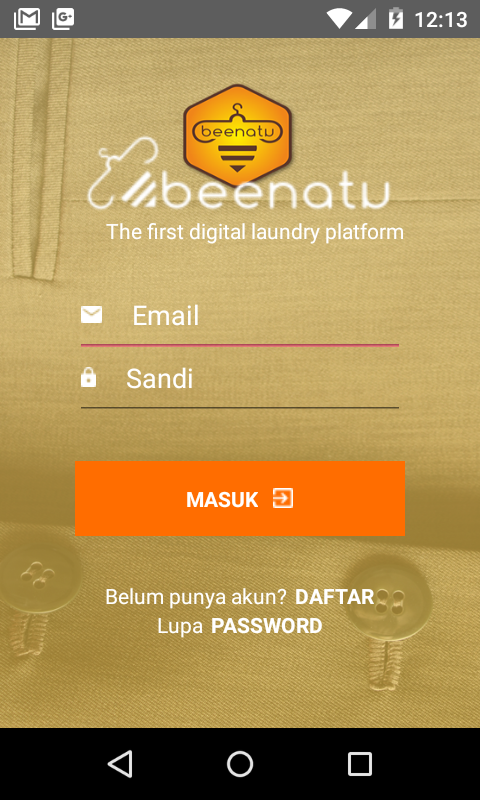 12:13
beenatu
beenatu
The first digital laundry platform
Email
Sandi
MASUK
Belum punya akun? DAFTAR
Lupa PASSWORD